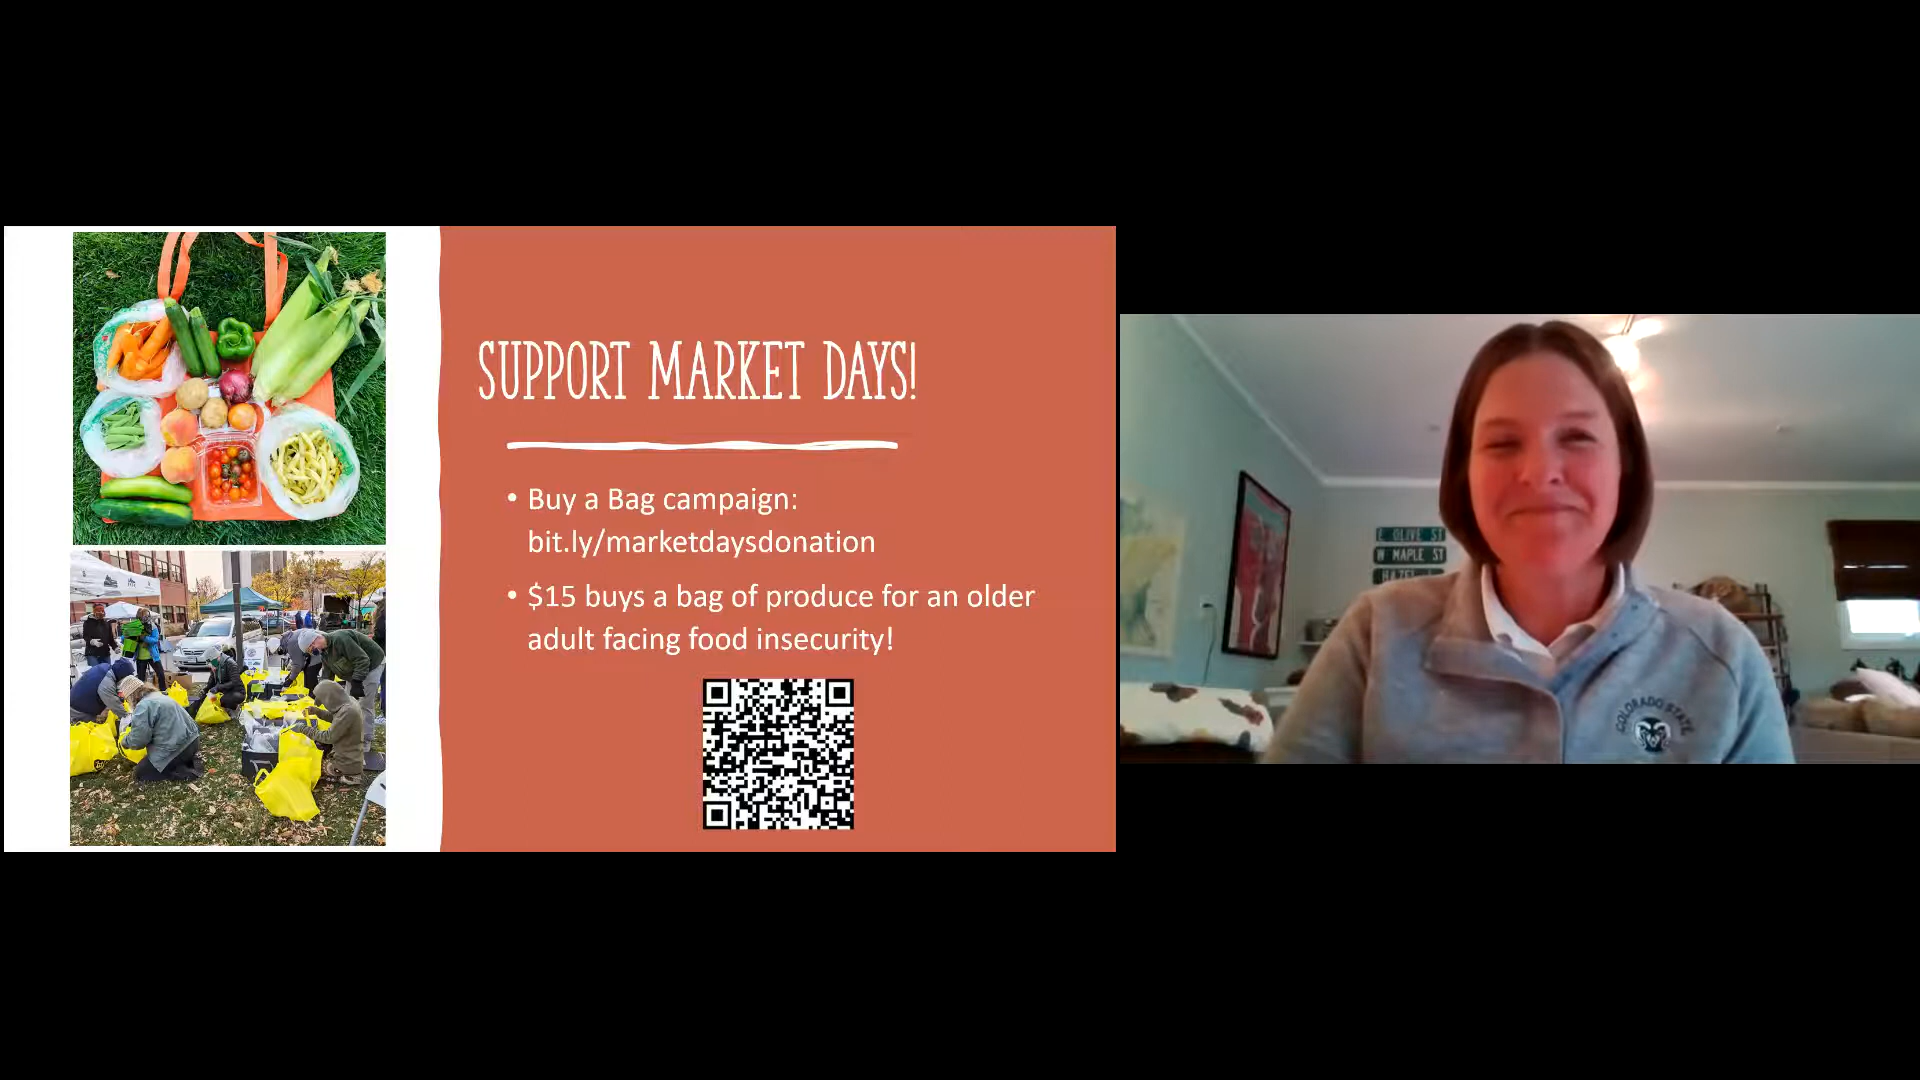 SUPPORT MARKET DAYS!
• Buy a Bag campaign:
bit.ly/marketdaysdonation
• $15 buys a bag of produce for an older
adult facing food insecurity!
E OLIVE ST
W MAPLE ST
HAZEL
COLORADO STATE